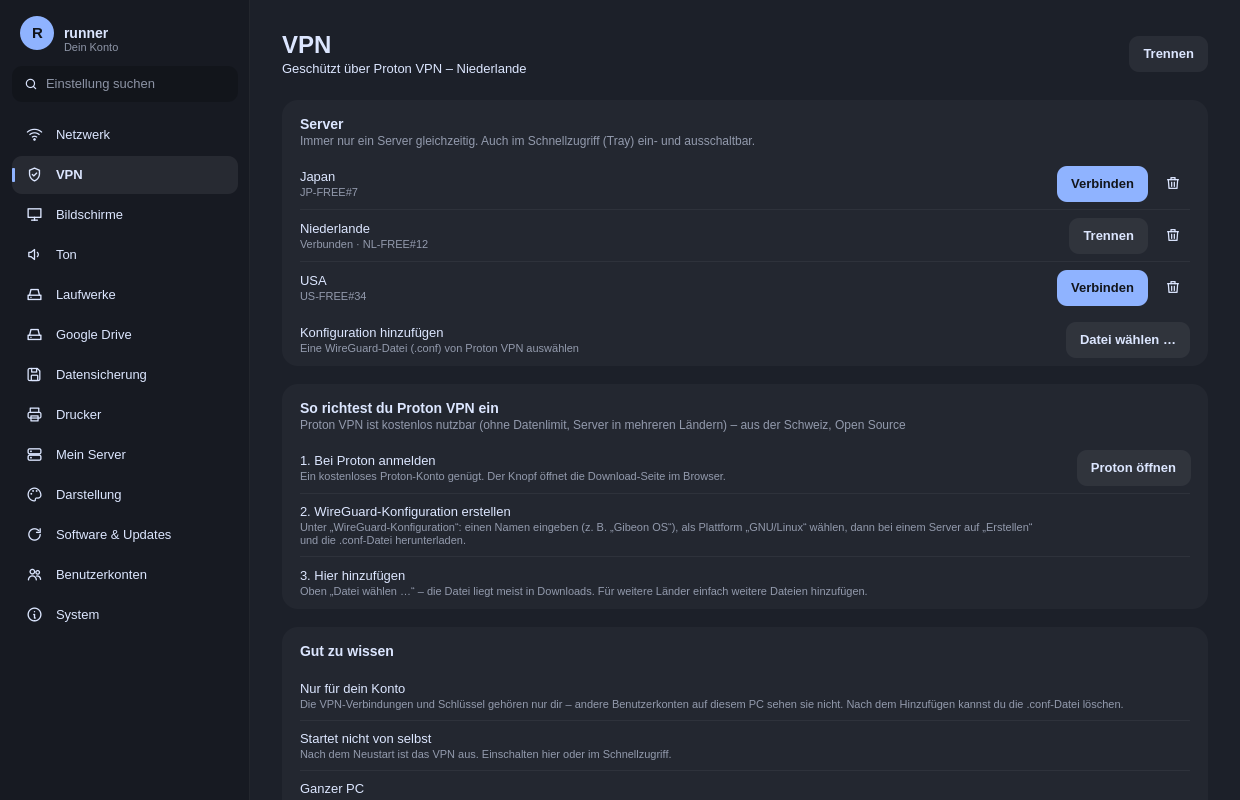 R
runner
Dein Konto
Einstellung suchen
Netzwerk
VPN
Bildschirme
Ton
Laufwerke
Google Drive
Datensicherung
Drucker
Mein Server
Darstellung
Software & Updates
Benutzerkonten
System
VPN
Geschützt über Proton VPN – Niederlande
Trennen
Server
Immer nur ein Server gleichzeitig. Auch im Schnellzugriff (Tray) ein- und ausschaltbar.
Japan
JP-FREE#7
Verbinden
Niederlande
Verbunden · NL-FREE#12
Trennen
USA
US-FREE#34
Verbinden
Konfiguration hinzufügen
Eine WireGuard-Datei (.conf) von Proton VPN auswählen
Datei wählen …
So richtest du Proton VPN ein
Proton VPN ist kostenlos nutzbar (ohne Datenlimit, Server in mehreren Ländern) – aus der Schweiz, Open Source
1. Bei Proton anmelden
Ein kostenloses Proton-Konto genügt. Der Knopf öffnet die Download-Seite im Browser.
Proton öffnen
2. WireGuard-Konfiguration erstellen
Unter „WireGuard-Konfiguration“: einen Namen eingeben (z. B. „Gibeon OS“), als Plattform „GNU/Linux“ wählen, dann bei einem Server auf „Erstellen“
und die .conf-Datei herunterladen.
3. Hier hinzufügen
Oben „Datei wählen …“ – die Datei liegt meist in Downloads. Für weitere Länder einfach weitere Dateien hinzufügen.
Gut zu wissen
Nur für dein Konto
Die VPN-Verbindungen und Schlüssel gehören nur dir – andere Benutzerkonten auf diesem PC sehen sie nicht. Nach dem Hinzufügen kannst du die .conf-Datei löschen.
Startet nicht von selbst
Nach dem Neustart ist das VPN aus. Einschalten hier oder im Schnellzugriff.
Ganzer PC